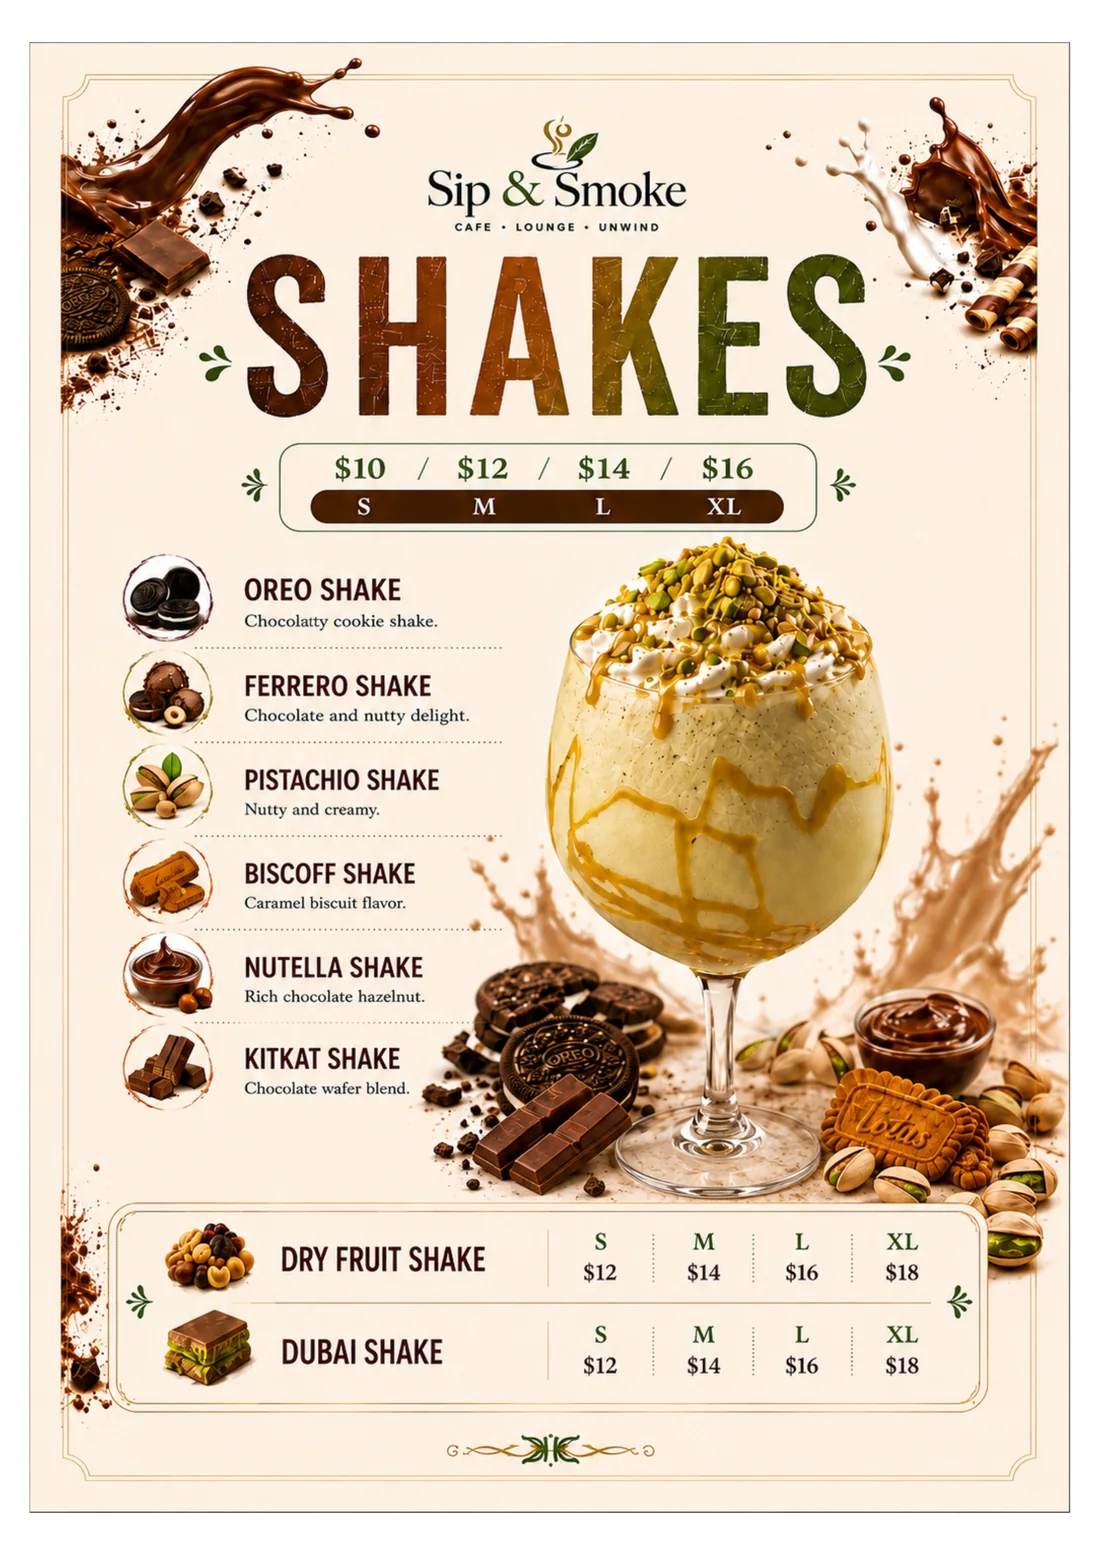 Sip & Smoke
CAFE • LOUNGE • UNWIND
SHAKES
$10 / $12 / $14 / $16
S M L XL
OREO SHAKE
Chocolatty cookie shake.
FERRERO SHAKE
Chocolate and nutty delight.
PISTACHIO SHAKE
Nutty and creamy.
BISCOFF SHAKE
Caramel biscuit flavor.
NUTELLA SHAKE
Rich chocolate hazelnut.
KITKAT SHAKE
Chocolate wafer blend.
OREO
OREO
Lotus
S M L XL
DRY FRUIT SHAKE
$12 $14 $16 $18
S M L XL
DUBAI SHAKE
$12 $14 $16 $18